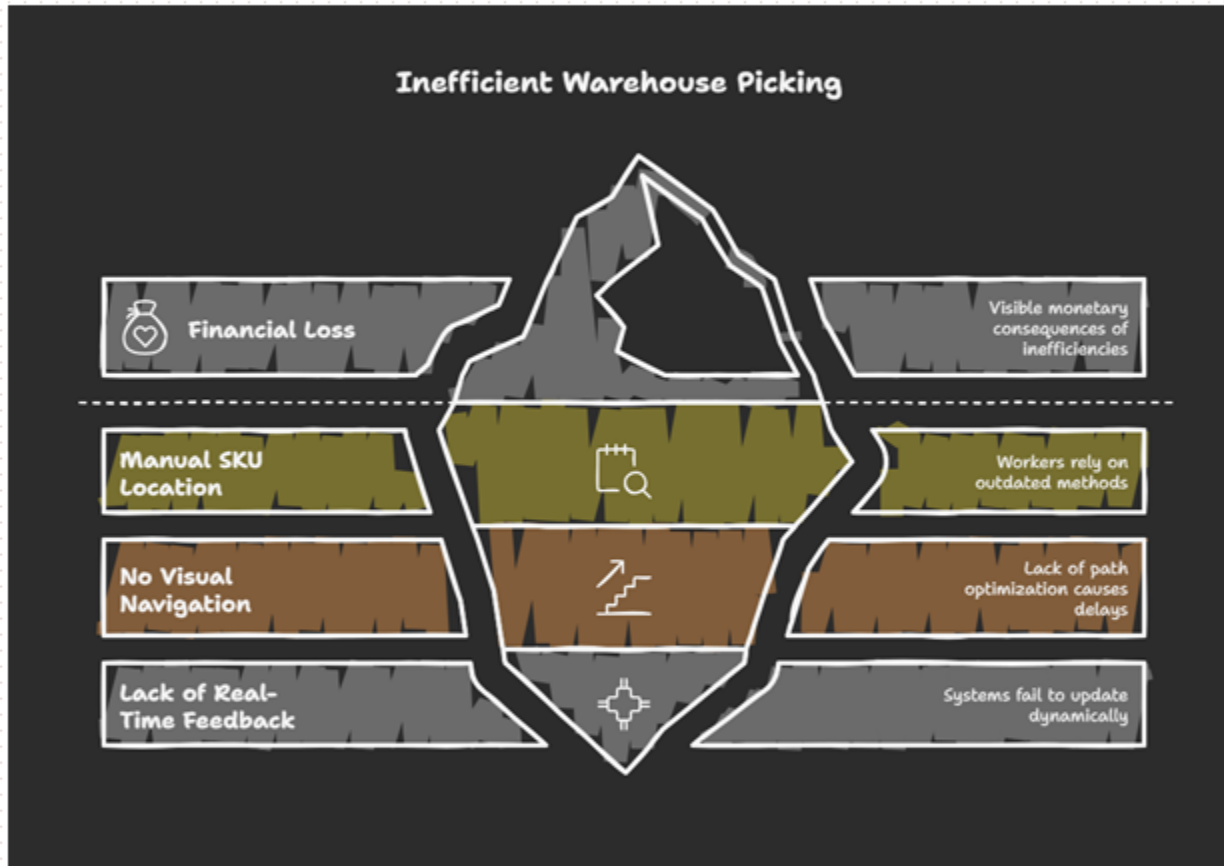 Inefficient Warehouse Picking
Financial Loss
Visible monetary
consequences of
inefficiencies
Manual SKU
Location
Workers rely on
outdated methods
No Visual
Navigation
Lack of path
optimization causes
delays
Lack of Real-
Time Feedback
Systems fail to update
dynamically